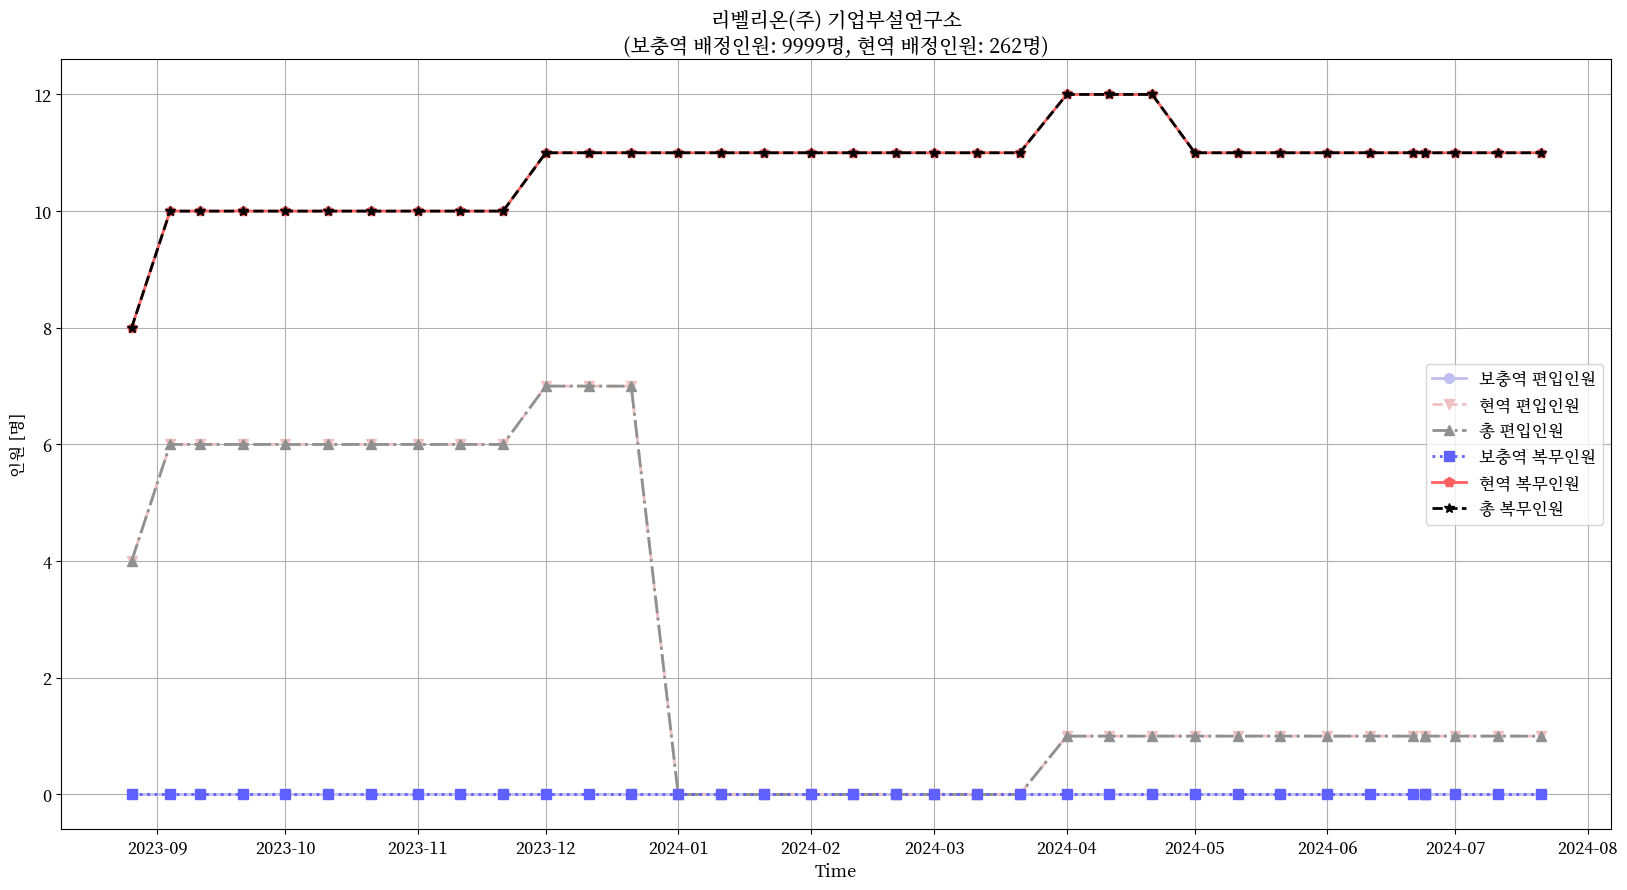 리벨리온(주) 기업부설연구소
(보충역 배정인원: 9999명, 현역 배정인원: 262명)
12
10
8
6
4
2
0
인원 [명]
보충역 편입인원
현역 편입인원
총 편입인원
보충역 복무인원
현역 복무인원
총 복무인원
2023-09 2023-10 2023-11 2023-12 2024-01 2024-02 2024-03 2024-04 2024-05 2024-06 2024-07 2024-08
Time